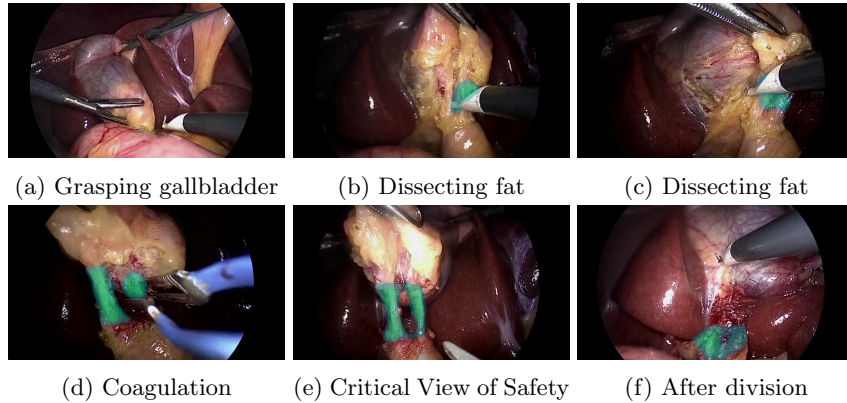 (a) Grasping gallbladder
(b) Dissecting fat
(c) Dissecting fat
(d) Coagulation
(e) Critical View of Safety
(f) After division